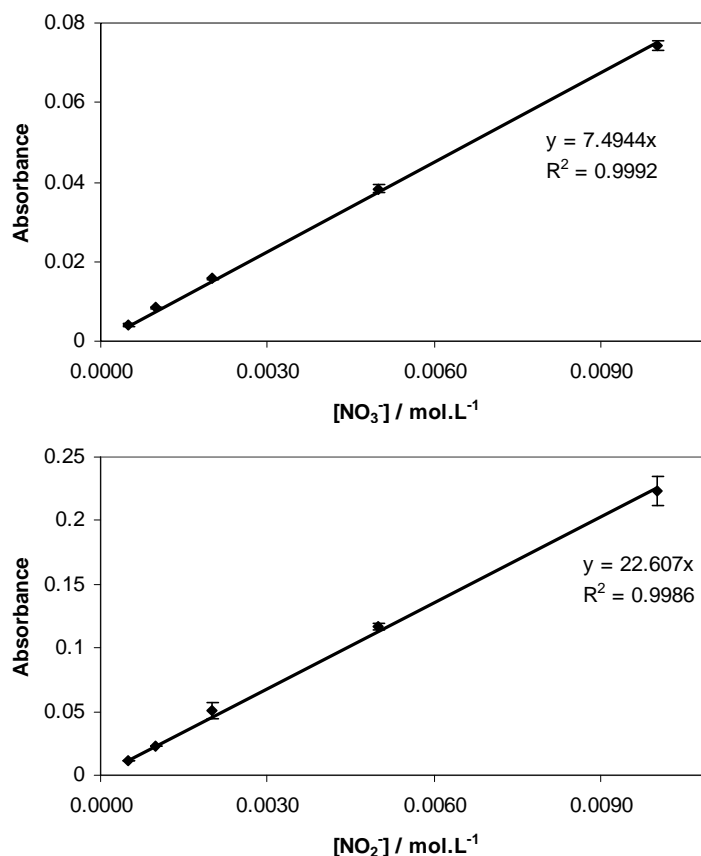 0.08
0.06
0.04
0.02
0
Absorbance
y = 7.4944x
R² = 0.9992
0.0000 0.0030 0.0060 0.0090
[NO₃⁻] / mol.L⁻¹
0.25
0.2
0.15
0.1
0.05
0
Absorbance
y = 22.607x
R² = 0.9986
0.0000 0.0030 0.0060 0.0090
[NO₂⁻] / mol.L⁻¹